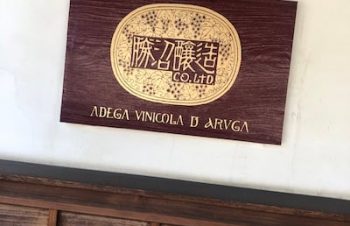 勝沼醸造
CO.,LTD
ADEGA VINICOLA D ARVGA